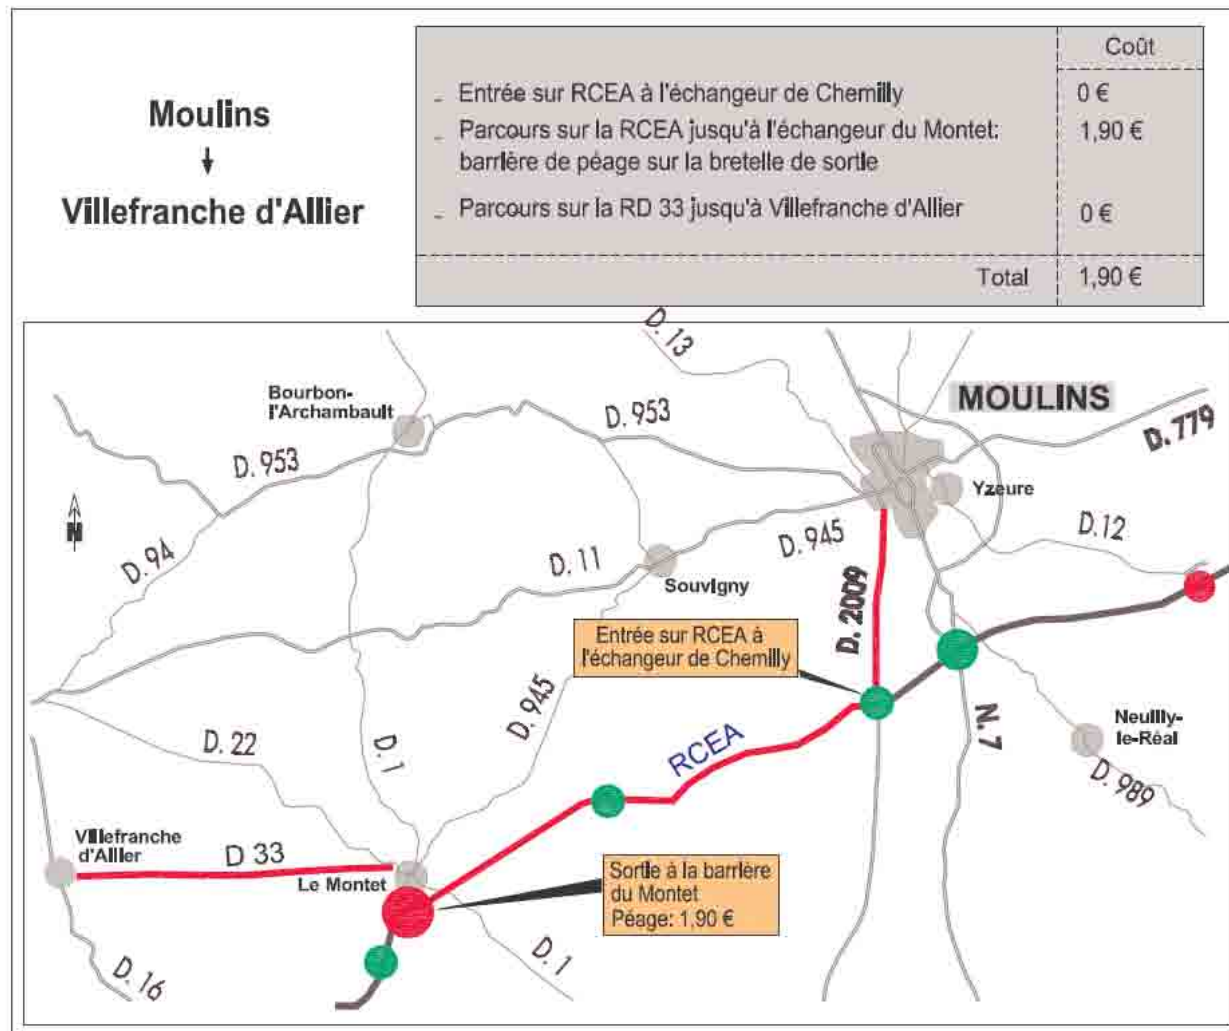 Moulins
Villefranche d'Allier
Coût
- Entrée sur RCEA à l'échangeur de Chemilly 0 €
- Parcours sur la RCEA jusqu'à l'échangeur du Montet: 1,90 €
barrière de péage sur la bretelle de sortie
- Parcours sur la RD 33 jusqu'à Villefranche d'Allier 0 €
Total 1,90 €
D. 13
Bourbon-
l'Archambault
MOULINS
D. 953
D. 779
D. 953
Yzeure
N
D. 945
D. 12
D. 94
D. 11
Souvigny
D. 2009
Entrée sur RCEA à
l'échangeur de Chemilly
D. 945
N. 7
Neuilly-
le-Réal
D. 22
D. 1
RCEA
D. 989
Villefranche
d'Allier
D 33
Le Montet
Sortie à la barrière
du Montet
Péage: 1,90 €
D. 16
D. 1